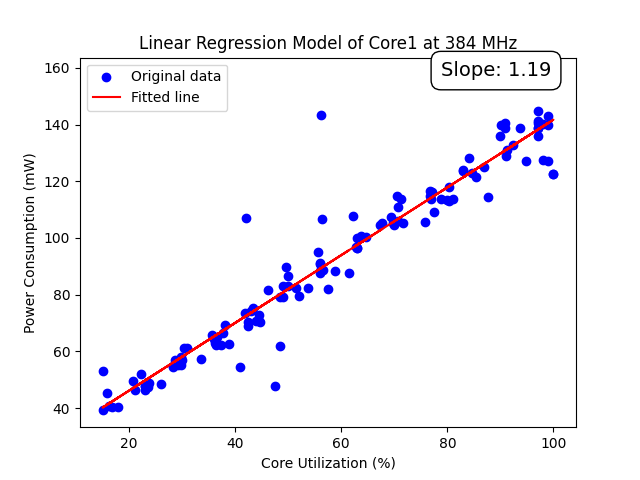 Linear Regression Model of Core1 at 384 MHz
Slope: 1.19
Original data
Fitted line
Power Consumption (mW)
160
140
120
100
80
60
40
20
40
60
80
100
Core Utilization (%)